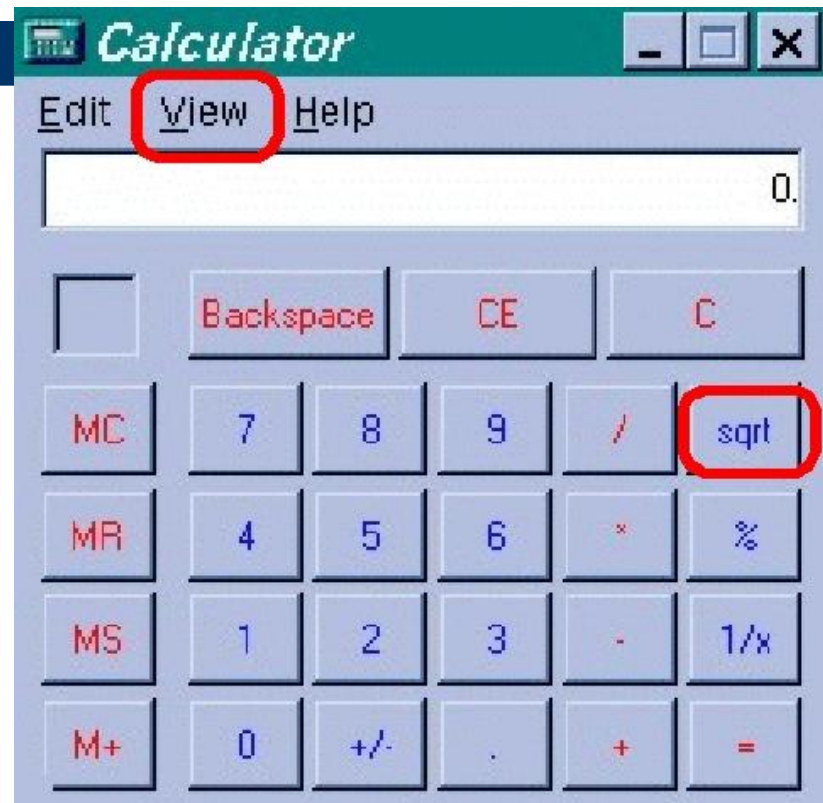 Calculator
Edit View Help
0.
Backspace CE C
MC 7 8 9 / sqrt
MR 4 5 6 * %
MS 1 2 3 - 1/x
M+ 0 +/- . + =